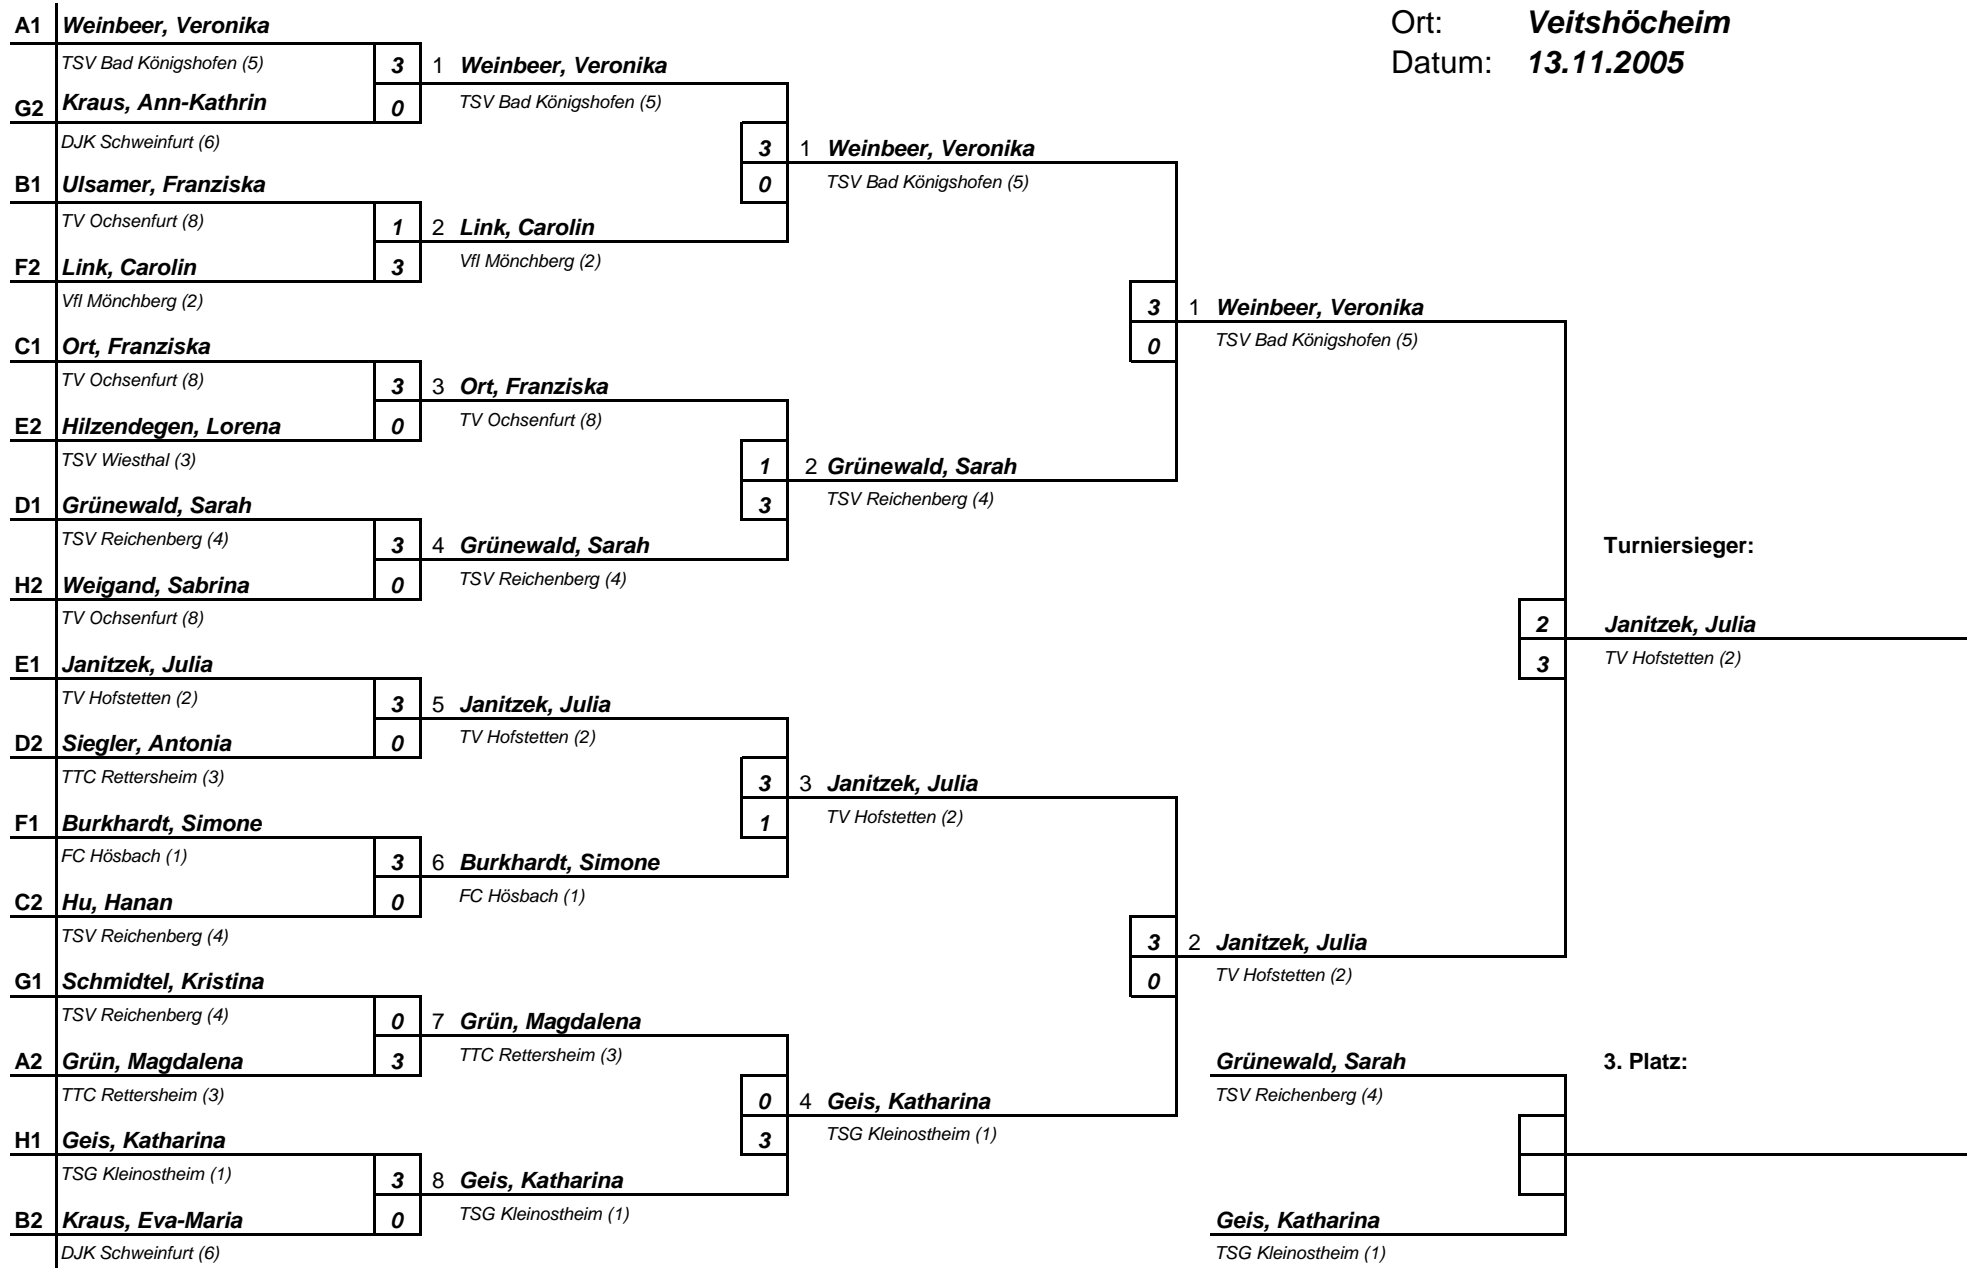 Ort: Veitshöcheim
Datum: 13.11.2005
A1 Weinbeer, Veronika
TSV Bad Königshofen (5) 3
G2 Kraus, Ann-Kathrin 0
DJK Schweinfurt (6)
B1 Ulsamer, Franziska
TV Ochsenfurt (8) 1
F2 Link, Carolin 3
Vfl Mönchberg (2)
C1 Ort, Franziska
TV Ochsenfurt (8) 3
E2 Hilzendegen, Lorena 0
TSV Wiesthal (3)
D1 Grünewald, Sarah
TSV Reichenberg (4) 3
H2 Weigand, Sabrina 0
TV Ochsenfurt (8)
E1 Janitzek, Julia
TV Hofstetten (2) 3
D2 Siegler, Antonia 0
TTC Rettersheim (3)
F1 Burkhardt, Simone
FC Hösbach (1) 3
C2 Hu, Hanan 0
TSV Reichenberg (4)
G1 Schmidtel, Kristina
TSV Reichenberg (4) 0
A2 Grün, Magdalena 3
TTC Rettersheim (3)
H1 Geis, Katharina
TSG Kleinostheim (1) 3
B2 Kraus, Eva-Maria 0
DJK Schweinfurt (6)
1 Weinbeer, Veronika
TSV Bad Königshofen (5)
3
0
2 Link, Carolin
Vfl Mönchberg (2)
3 Ort, Franziska
TV Ochsenfurt (8)
1
3
4 Grünewald, Sarah
TSV Reichenberg (4)
5 Janitzek, Julia
TV Hofstetten (2)
3
1
6 Burkhardt, Simone
FC Hösbach (1)
7 Grün, Magdalena
TTC Rettersheim (3)
0
3
8 Geis, Katharina
TSG Kleinostheim (1)
1 Weinbeer, Veronika
TSV Bad Königshofen (5)
3
0
2 Grünewald, Sarah
TSV Reichenberg (4)
3 Janitzek, Julia
TV Hofstetten (2)
3
0
4 Geis, Katharina
TSG Kleinostheim (1)
1 Weinbeer, Veronika
TSV Bad Königshofen (5)
2
3
2 Janitzek, Julia
TV Hofstetten (2)
Turniersieger:
Janitzek, Julia
TV Hofstetten (2)
Grünewald, Sarah
TSV Reichenberg (4)
3. Platz:
Geis, Katharina
TSG Kleinostheim (1)